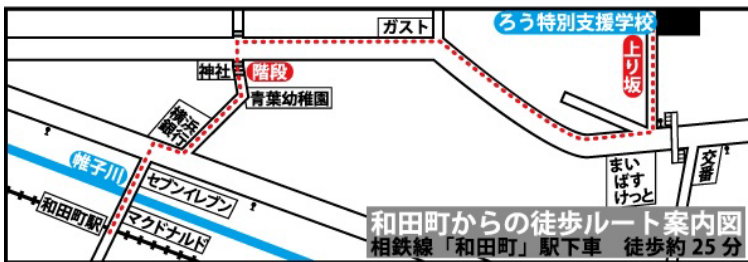 ガスト
ろう特別支援学校
上り坂
神社
階段
青葉幼稚園
横浜
銀行
帷子川
セブンイレブン
和田町駅
マクドナルド
まい
ばす
けっと
交番
和田町からの徒歩ルート案内図
相鉄線「和田町」駅下車　徒歩約25分